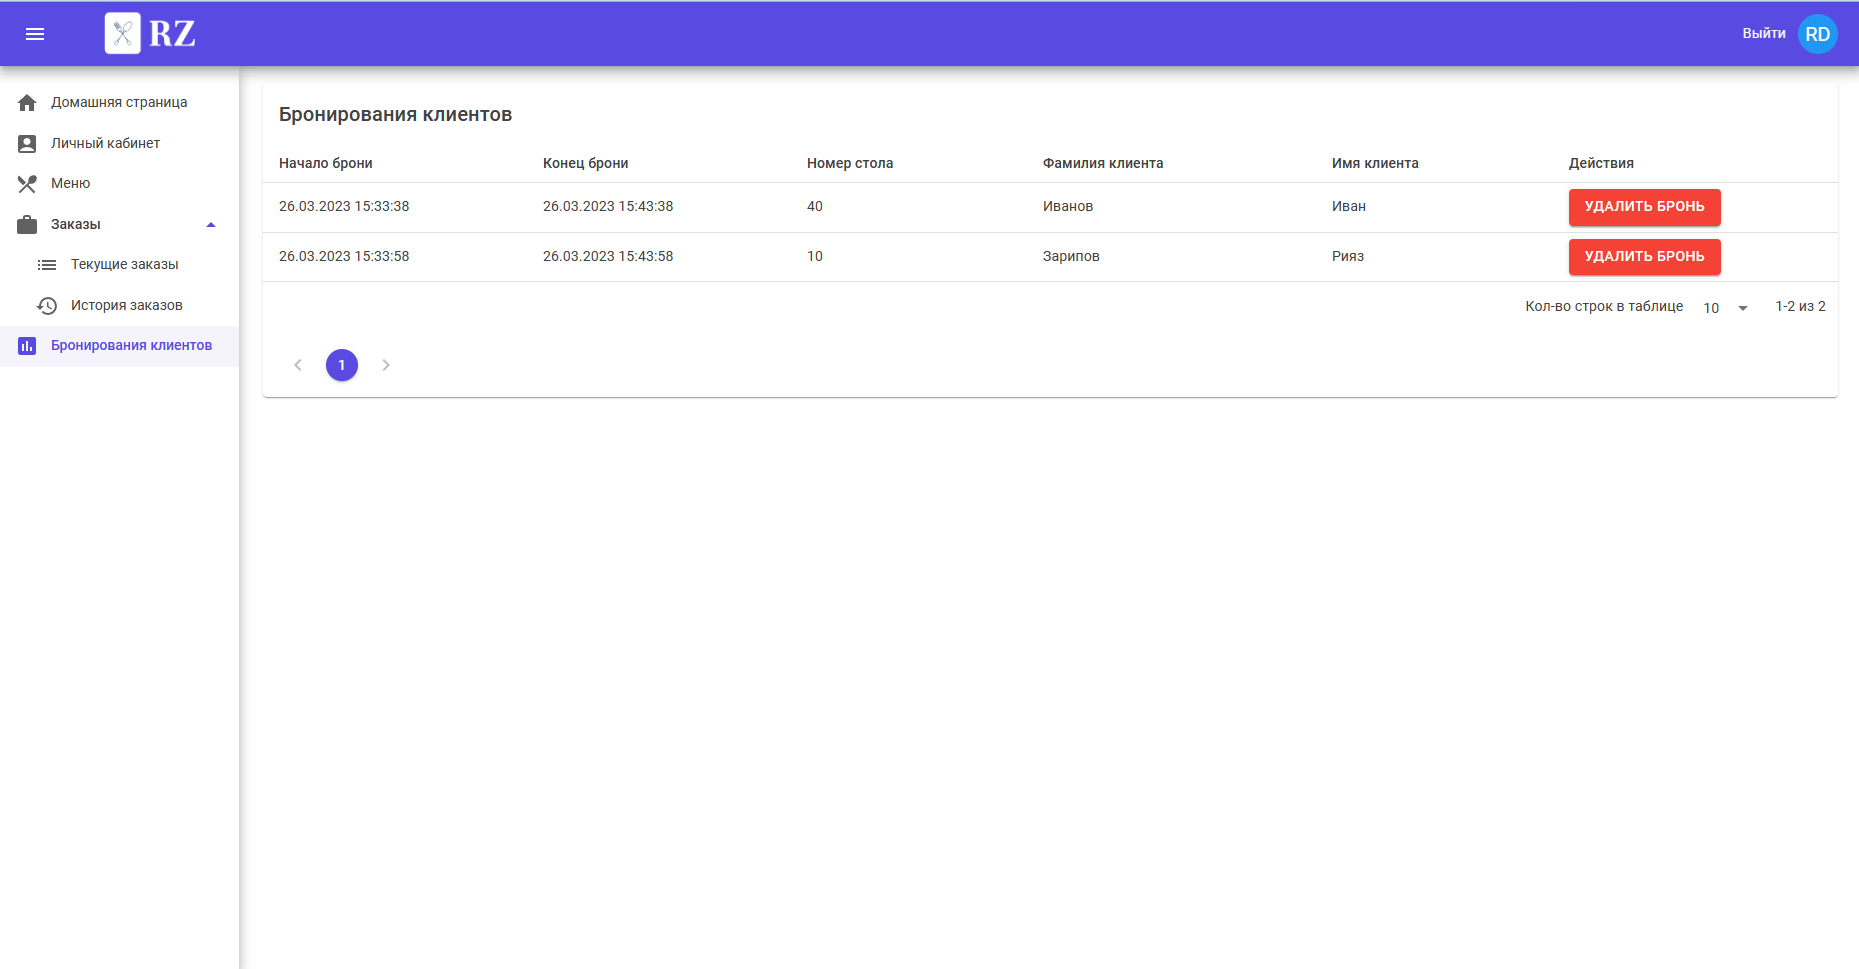 RZ
Выйти RD
Домашняя страница
Личный кабинет
Меню
Заказы
Текущие заказы
История заказов
Бронирования клиентов
Бронирования клиентов
Начало брони Конец брони Номер стола Фамилия клиента Имя клиента Действия
26.03.2023 15:33:38 26.03.2023 15:43:38 40 Иванов Иван УДАЛИТЬ БРОНЬ
26.03.2023 15:33:58 26.03.2023 15:43:58 10 Зарипов Рияз УДАЛИТЬ БРОНЬ
Кол-во строк в таблице 10 1-2 из 2
1